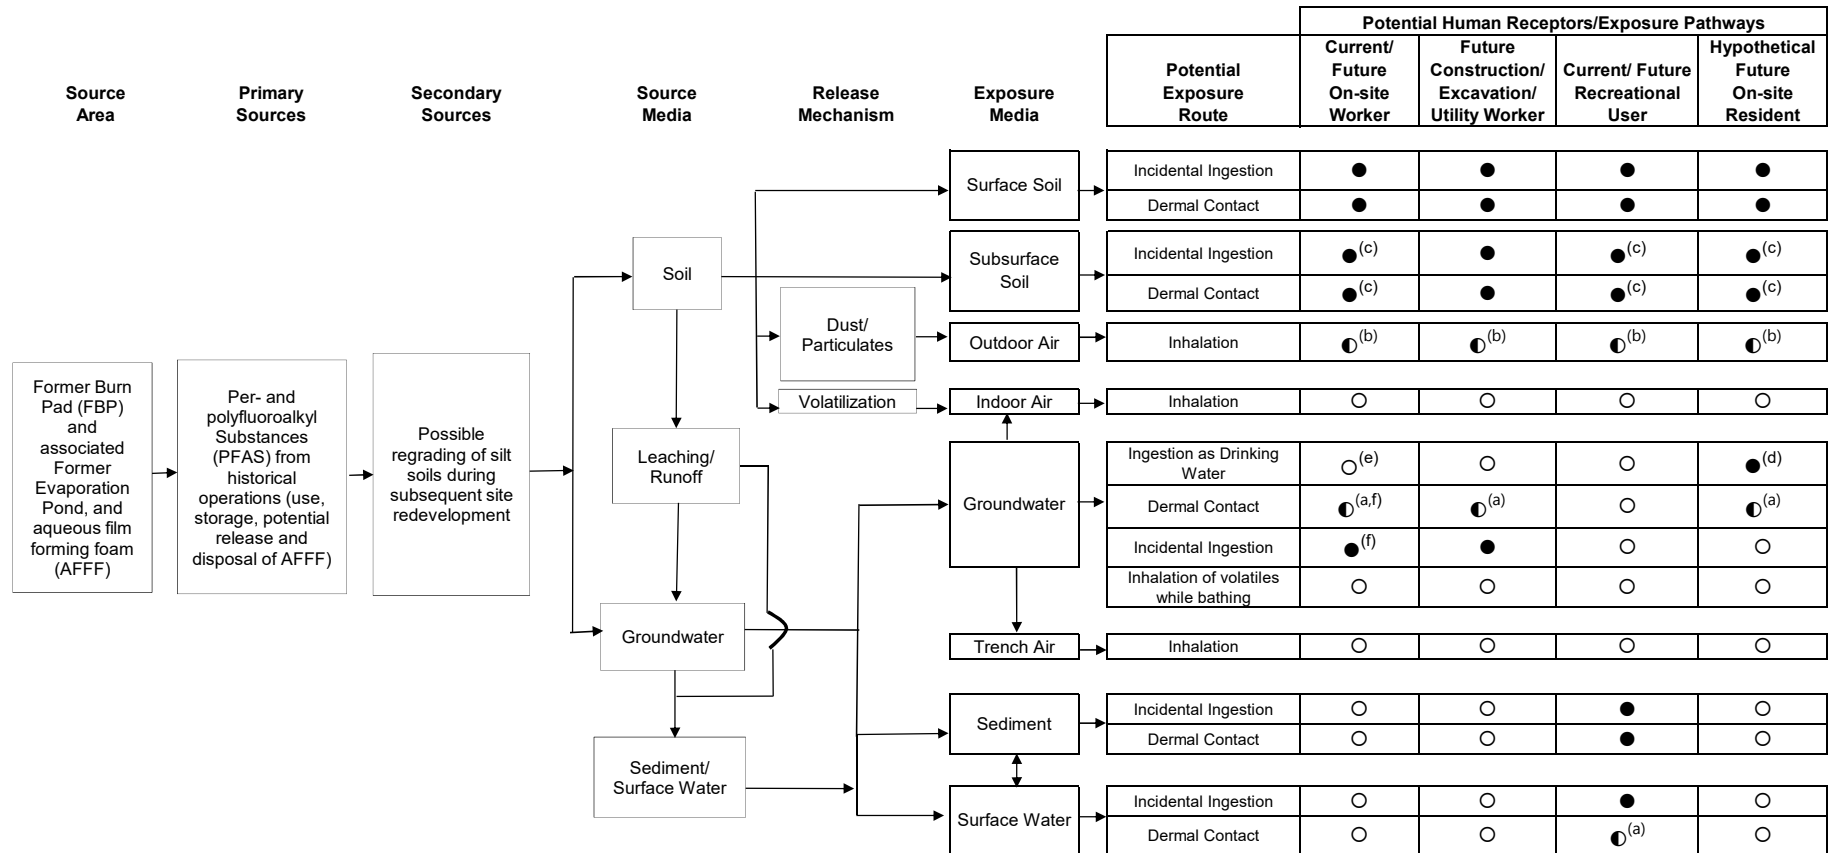 Potential Human Receptors/Exposure Pathways
Source
Area
Primary
Sources
Secondary
Sources
Source
Media
Release
Mechanism
Exposure
Media
Potential
Exposure
Route
Current/
Future
On-site
Worker
Future
Construction/
Excavation/
Utility Worker
Current/ Future
Recreational
User
Hypothetical
Future
On-site
Resident
Former Burn
Pad (FBP)
and
associated
Former
Evaporation
Pond, and
aqueous film
forming foam
(AFFF)
Per- and
polyfluoroalkyl
Substances
(PFAS) from
historical
operations (use,
storage, potential
release and
disposal of AFFF)
Possible
regrading of silt
soils during
subsequent site
redevelopment
Soil
Leaching/
Runoff
Groundwater
Sediment/
Surface Water
Dust/
Particulates
Volatilization
Surface Soil
Incidental Ingestion ● ● ● ●
Dermal Contact ● ● ● ●
Subsurface
Soil
Incidental Ingestion ●(c) ● ●(c) ●(c)
Dermal Contact ●(c) ● ●(c) ●(c)
Outdoor Air
Inhalation ◐(b) ◐(b) ◐(b) ◐(b)
Indoor Air
Inhalation ○ ○ ○ ○
Groundwater
Ingestion as Drinking
Water ○(e) ○ ○ ●(d)
Dermal Contact ◐(a,f) ◐(a) ○ ◐(a)
Incidental Ingestion ●(f) ● ○ ○
Inhalation of volatiles
while bathing ○ ○ ○ ○
Trench Air
Inhalation ○ ○ ○ ○
Sediment
Incidental Ingestion ○ ○ ● ○
Dermal Contact ○ ○ ● ○
Surface Water
Incidental Ingestion ○ ○ ● ○
Dermal Contact ○ ○ ◐(a) ○